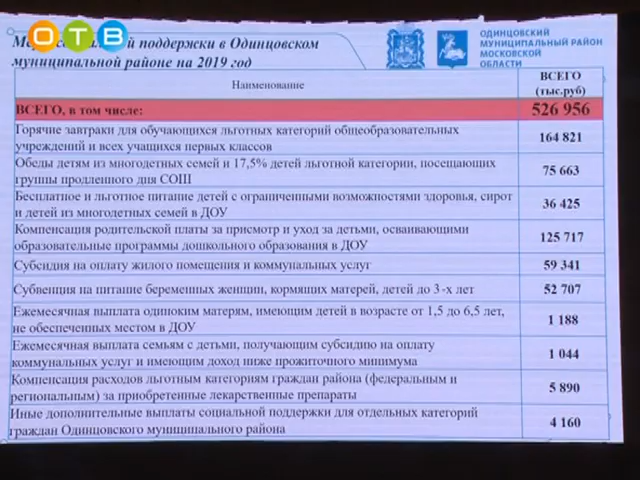 ОТВ
поддержки в Одинцовском
муниципальном районе на 2019 год
ОДИНЦОВСКИЙ
МУНИЦИПАЛЬНЫЙ РАЙОН
МОСКОВСКОЙ
ОБЛАСТИ
Наименование
ВСЕГО
(тыс.руб)
ВСЕГО, в том числе:
526 956
Горячие завтраки для обучающихся льготных категорий общеобразовательных
учреждений и всех учащихся первых классов
164 821
Обеды детям из многодетных семей и 17,5% детей льготной категории, посещающих
группы продленного дня СОШ
75 663
Бесплатное и льготное питание детей с ограниченными возможностями здоровья, сирот
и детей из многодетных семей в ДОУ
36 425
Компенсация родительской платы за присмотр и уход за детьми, осваивающими
образовательные программы дошкольного образования в ДОУ
125 717
Субсидия на оплату жилого помещения и коммунальных услуг
59 341
Субвенция на питание беременных женщин, кормящих матерей, детей до 3-х лет
52 707
Ежемесячная выплата одиноким матерям, имеющим детей в возрасте от 1,5 до 6,5 лет,
не обеспеченных местом в ДОУ
1 188
Ежемесячная выплата семьям с детьми, получающим субсидию на оплату
коммунальных услуг и имеющим доход ниже прожиточного минимума
1 044
Компенсация расходов льготным категориям граждан района (федеральным и
региональным) за приобретенные лекарственные препараты
5 890
Иные дополнительные выплаты социальной поддержки для отдельных категорий
граждан Одинцовского муниципального района
4 160